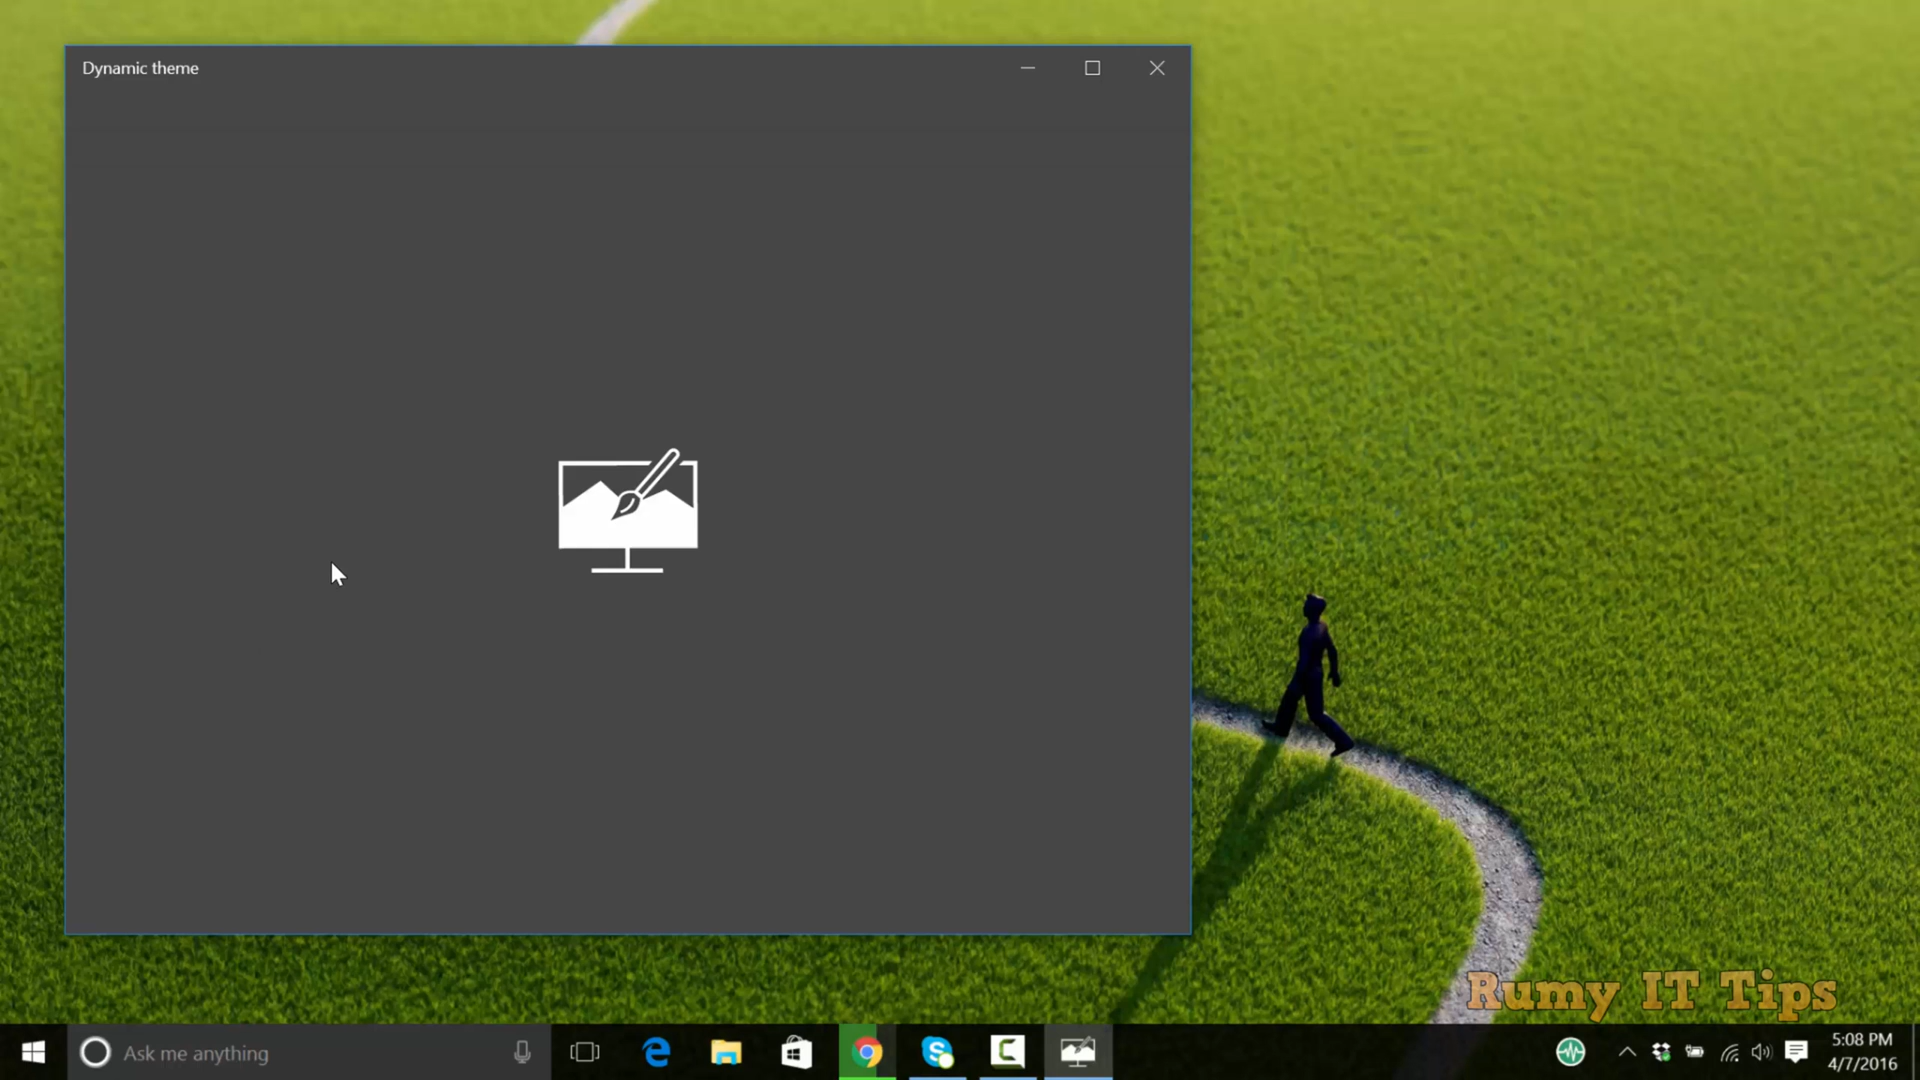 Dynamic theme
Rumy IT Tips
Ask me anything
5:08 PM
4/7/2016